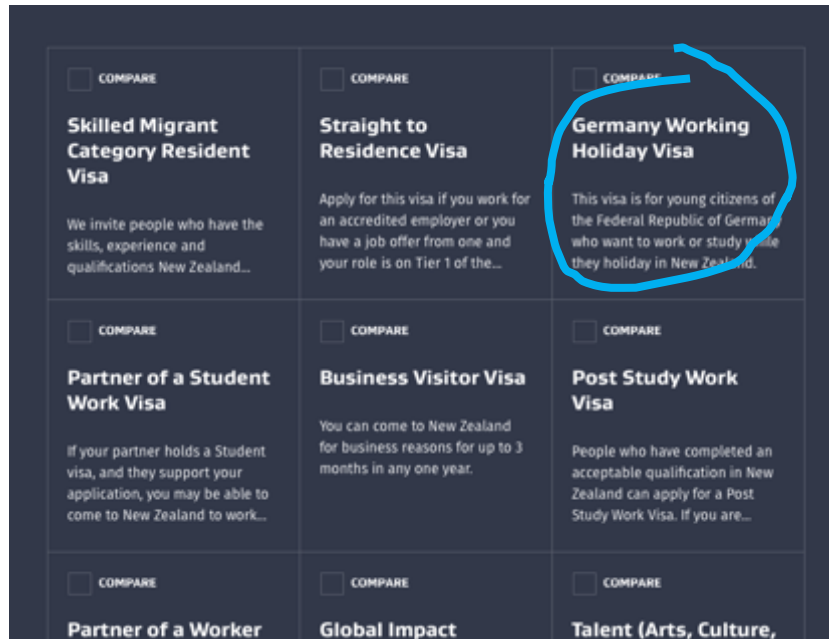 COMPARE
Skilled Migrant
Category Resident
Visa
We invite people who have the
skills, experience and
qualifications New Zealand...
COMPARE
Straight to
Residence Visa
Apply for this visa if you work for
an accredited employer or you
have a job offer from one and
your role is on Tier 1 of the...
COMPARE
Germany Working
Holiday Visa
This visa is for young citizens of
the Federal Republic of Germany
who want to work or study while
they holiday in New Zealand.
COMPARE
Partner of a Student
Work Visa
If your partner holds a Student
visa, and they support your
application, you may be able to
come to New Zealand to work...
COMPARE
Business Visitor Visa
You can come to New Zealand
for business reasons for up to 3
months in any one year.
COMPARE
Post Study Work
Visa
People who have completed an
acceptable qualification in New
Zealand can apply for a Post
Study Work Visa. If you are...
COMPARE
Partner of a Worker
COMPARE
Global Impact
COMPARE
Talent (Arts, Culture,